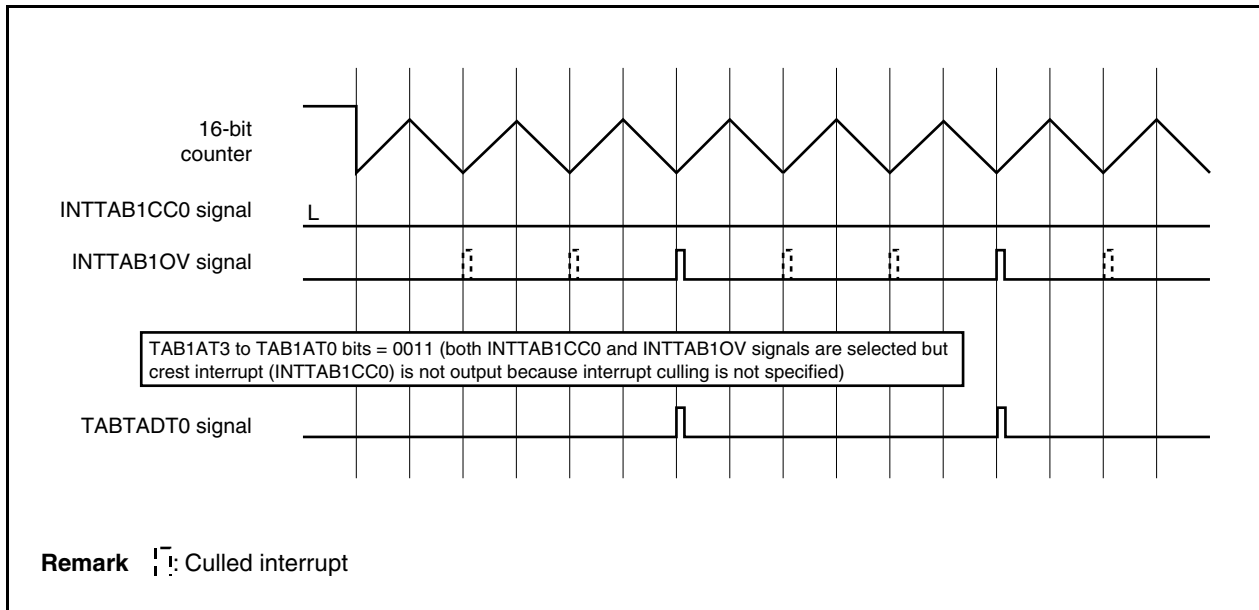 16-bit
counter
INTTAB1CC0 signal
L
INTTAB1OV signal
TAB1AT3 to TAB1AT0 bits = 0011 (both INTTAB1CC0 and INTTAB1OV signals are selected but
crest interrupt (INTTAB1CC0) is not output because interrupt culling is not specified)
TABTADT0 signal
Remark : Culled interrupt